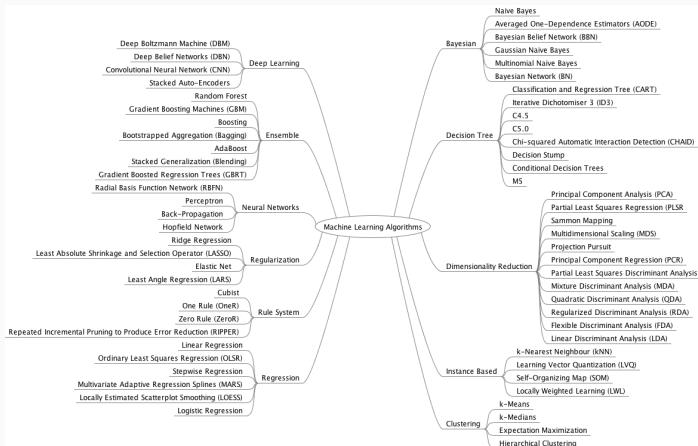 Deep Boltzmann Machine (DBM)
Deep Belief Networks (DBN)
Convolutional Neural Network (CNN)
Stacked Auto-Encoders
Deep Learning
Random Forest
Gradient Boosting Machines (GBM)
Boosting
Bootstrapped Aggregation (Bagging)
AdaBoost
Stacked Generalization (Blending)
Gradient Boosted Regression Trees (GBRT)
Ensemble
Radial Basis Function Network (RBFN)
Perceptron
Back-Propagation
Hopfield Network
Neural Networks
Ridge Regression
Least Absolute Shrinkage and Selection Operator (LASSO)
Elastic Net
Least Angle Regression (LARS)
Regularization
Cubist
One Rule (OneR)
Zero Rule (ZeroR)
Repeated Incremental Pruning to Produce Error Reduction (RIPPER)
Rule System
Linear Regression
Ordinary Least Squares Regression (OLSR)
Stepwise Regression
Multivariate Adaptive Regression Splines (MARS)
Locally Estimated Scatterplot Smoothing (LOESS)
Logistic Regression
Regression
Machine Learning Algorithms
Bayesian
Naive Bayes
Averaged One-Dependence Estimators (AODE)
Bayesian Belief Network (BBN)
Gaussian Naive Bayes
Multinomial Naive Bayes
Bayesian Network (BN)
Decision Tree
Classification and Regression Tree (CART)
Iterative Dichotomiser 3 (ID3)
C4.5
C5.0
Chi-squared Automatic Interaction Detection (CHAID)
Decision Stump
Conditional Decision Trees
M5
Dimensionality Reduction
Principal Component Analysis (PCA)
Partial Least Squares Regression (PLSR
Sammon Mapping
Multidimensional Scaling (MDS)
Projection Pursuit
Principal Component Regression (PCR)
Partial Least Squares Discriminant Analysis
Mixture Discriminant Analysis (MDA)
Quadratic Discriminant Analysis (QDA)
Regularized Discriminant Analysis (RDA)
Flexible Discriminant Analysis (FDA)
Linear Discriminant Analysis (LDA)
Instance Based
k-Nearest Neighbour (kNN)
Learning Vector Quantization (LVQ)
Self-Organizing Map (SOM)
Locally Weighted Learning (LWL)
Clustering
k-Means
k-Medians
Expectation Maximization
Hierarchical Clustering